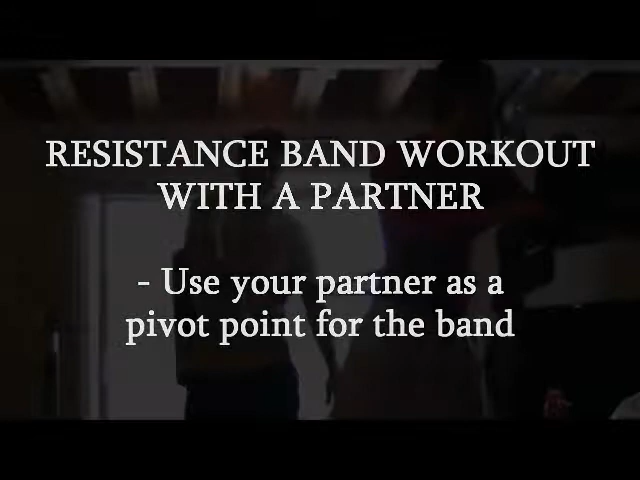 RESISTANCE BAND WORKOUT
WITH A PARTNER
- Use your partner as a
pivot point for the band